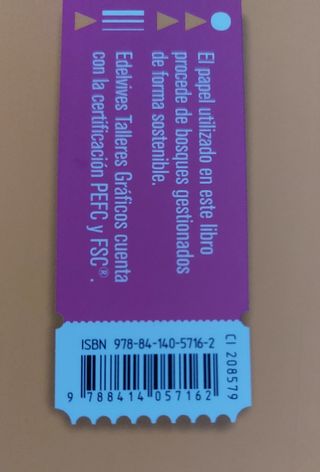 El papel utilizado en este libro
procede de bosques gestionados
de forma sostenible.
Edelvives Talleres Gráficos cuenta
con la certificación PEFC y FSC®.
ISBN 978-84-140-5716-2
9 788414 057162
CI 208579